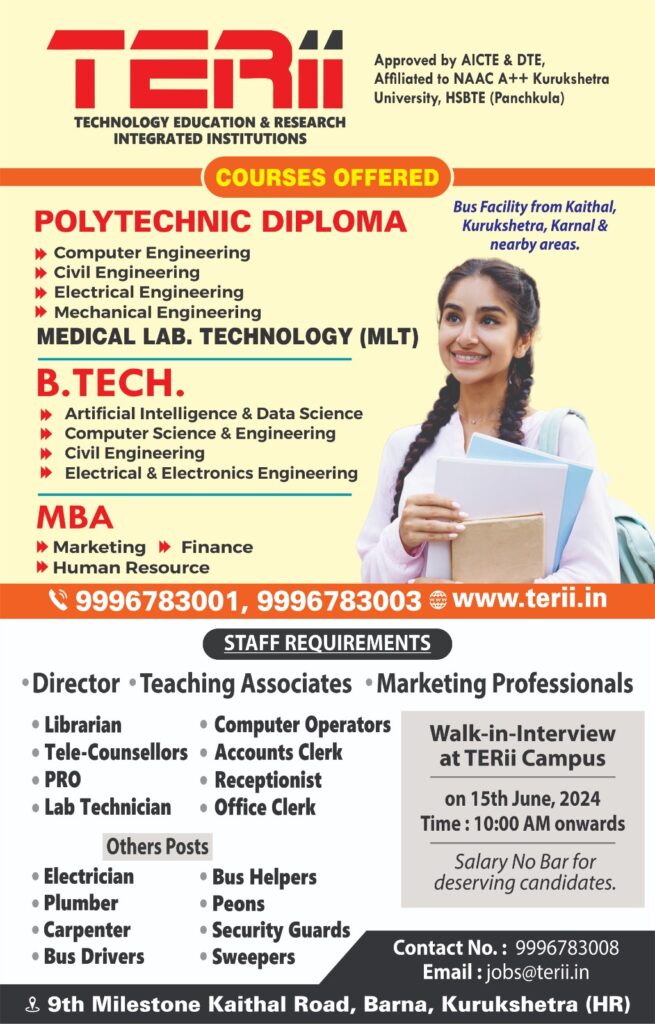 TERii
TECHNOLOGY EDUCATION & RESEARCH
INTEGRATED INSTITUTIONS
Approved by AICTE & DTE,
Affiliated to NAAC A++ Kurukshetra
University, HSBTE (Panchkula)
COURSES OFFERED
POLYTECHNIC DIPLOMA
Computer Engineering
Civil Engineering
Electrical Engineering
Mechanical Engineering
MEDICAL LAB. TECHNOLOGY (MLT)
Bus Facility from Kaithal,
Kurukshetra, Karnal &
nearby areas.
B.TECH.
Artificial Intelligence & Data Science
Computer Science & Engineering
Civil Engineering
Electrical & Electronics Engineering
MBA
Marketing Finance
Human Resource
9996783001, 9996783003 www.terii.in
STAFF REQUIREMENTS
• Director • Teaching Associates • Marketing Professionals
• Librarian
• Tele-Counsellors
• PRO
• Lab Technician
• Computer Operators
• Accounts Clerk
• Receptionist
• Office Clerk
Others Posts
• Electrician
• Plumber
• Carpenter
• Bus Drivers
• Bus Helpers
• Peons
• Security Guards
• Sweepers
Walk-in-Interview
at TERii Campus
on 15th June, 2024
Time : 10:00 AM onwards
Salary No Bar for
deserving candidates.
Contact No. : 9996783008
Email : jobs@terii.in
9th Milestone Kaithal Road, Barna, Kurukshetra (HR)